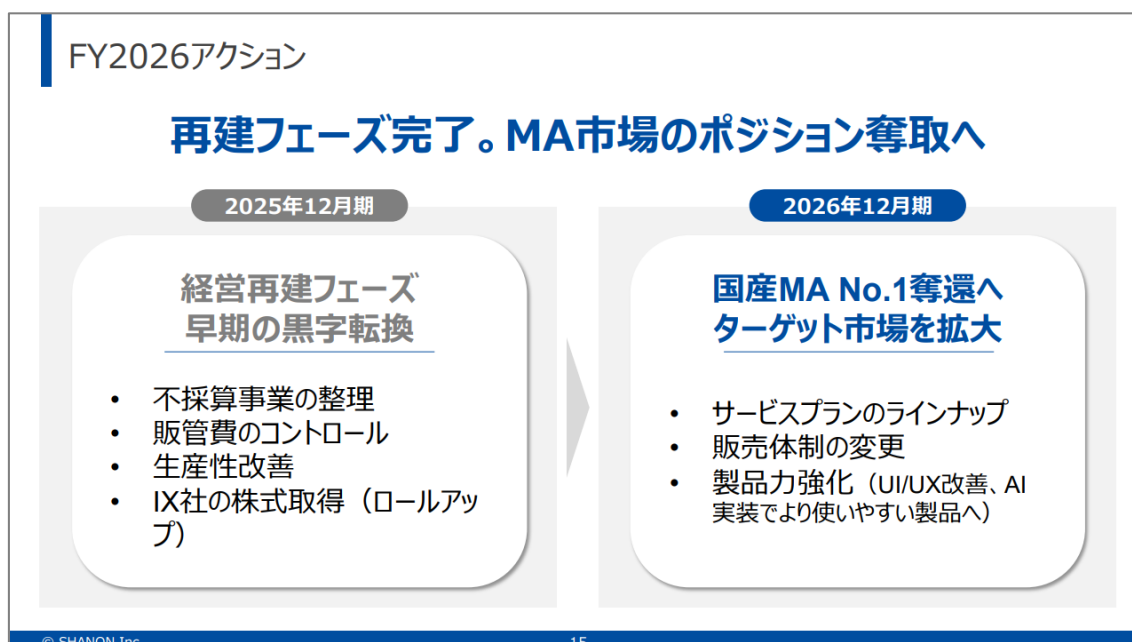 FY2026アクション
再建フェーズ完了。MA市場のポジション奪取へ
2025年12月期
経営再建フェーズ
早期の黒字転換
• 不採算事業の整理
• 販管費のコントロール
• 生産性改善
• IX社の株式取得（ロールアッ
プ）
2026年12月期
国産MA No.1奪還へ
ターゲット市場を拡大
• サービスプランのラインナップ
• 販売体制の変更
• 製品力強化（UI/UX改善、AI
実装でより使いやすい製品へ）
© SHANON Inc.
15